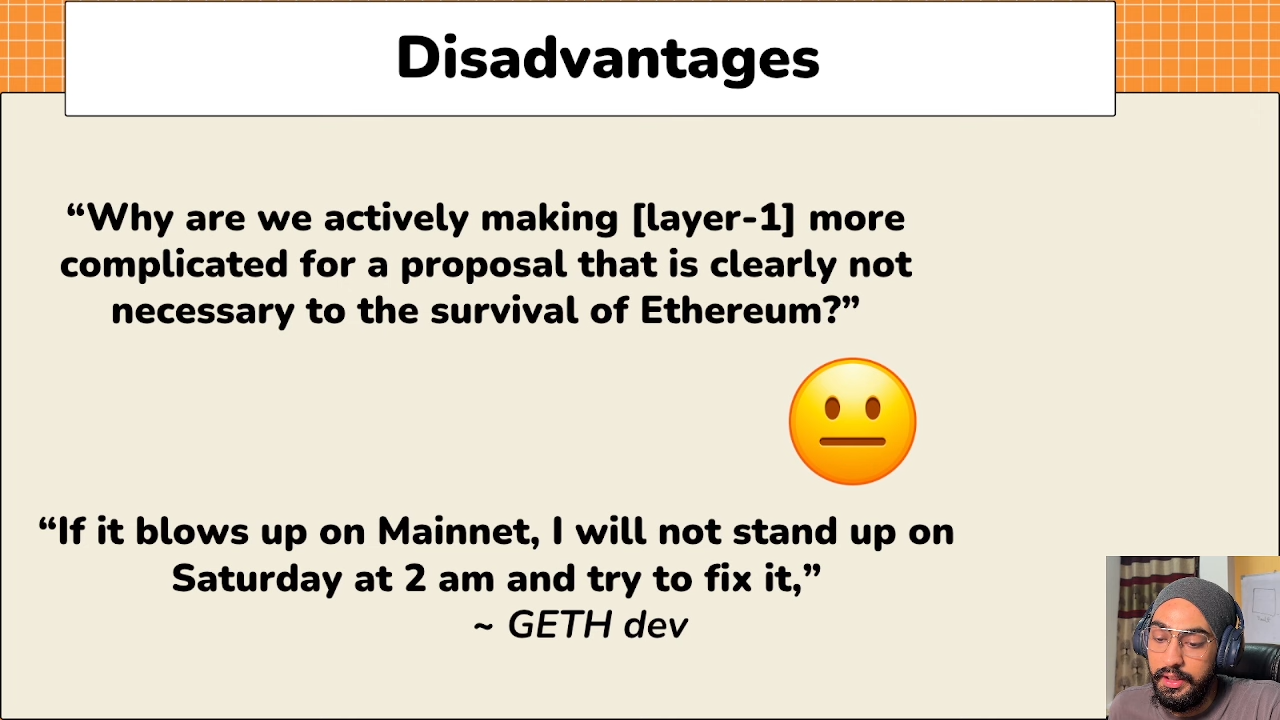 Disadvantages
“Why are we actively making [layer-1] more
complicated for a proposal that is clearly not
necessary to the survival of Ethereum?”
“If it blows up on Mainnet, I will not stand up on
Saturday at 2 am and try to fix it,”
~ GETH dev